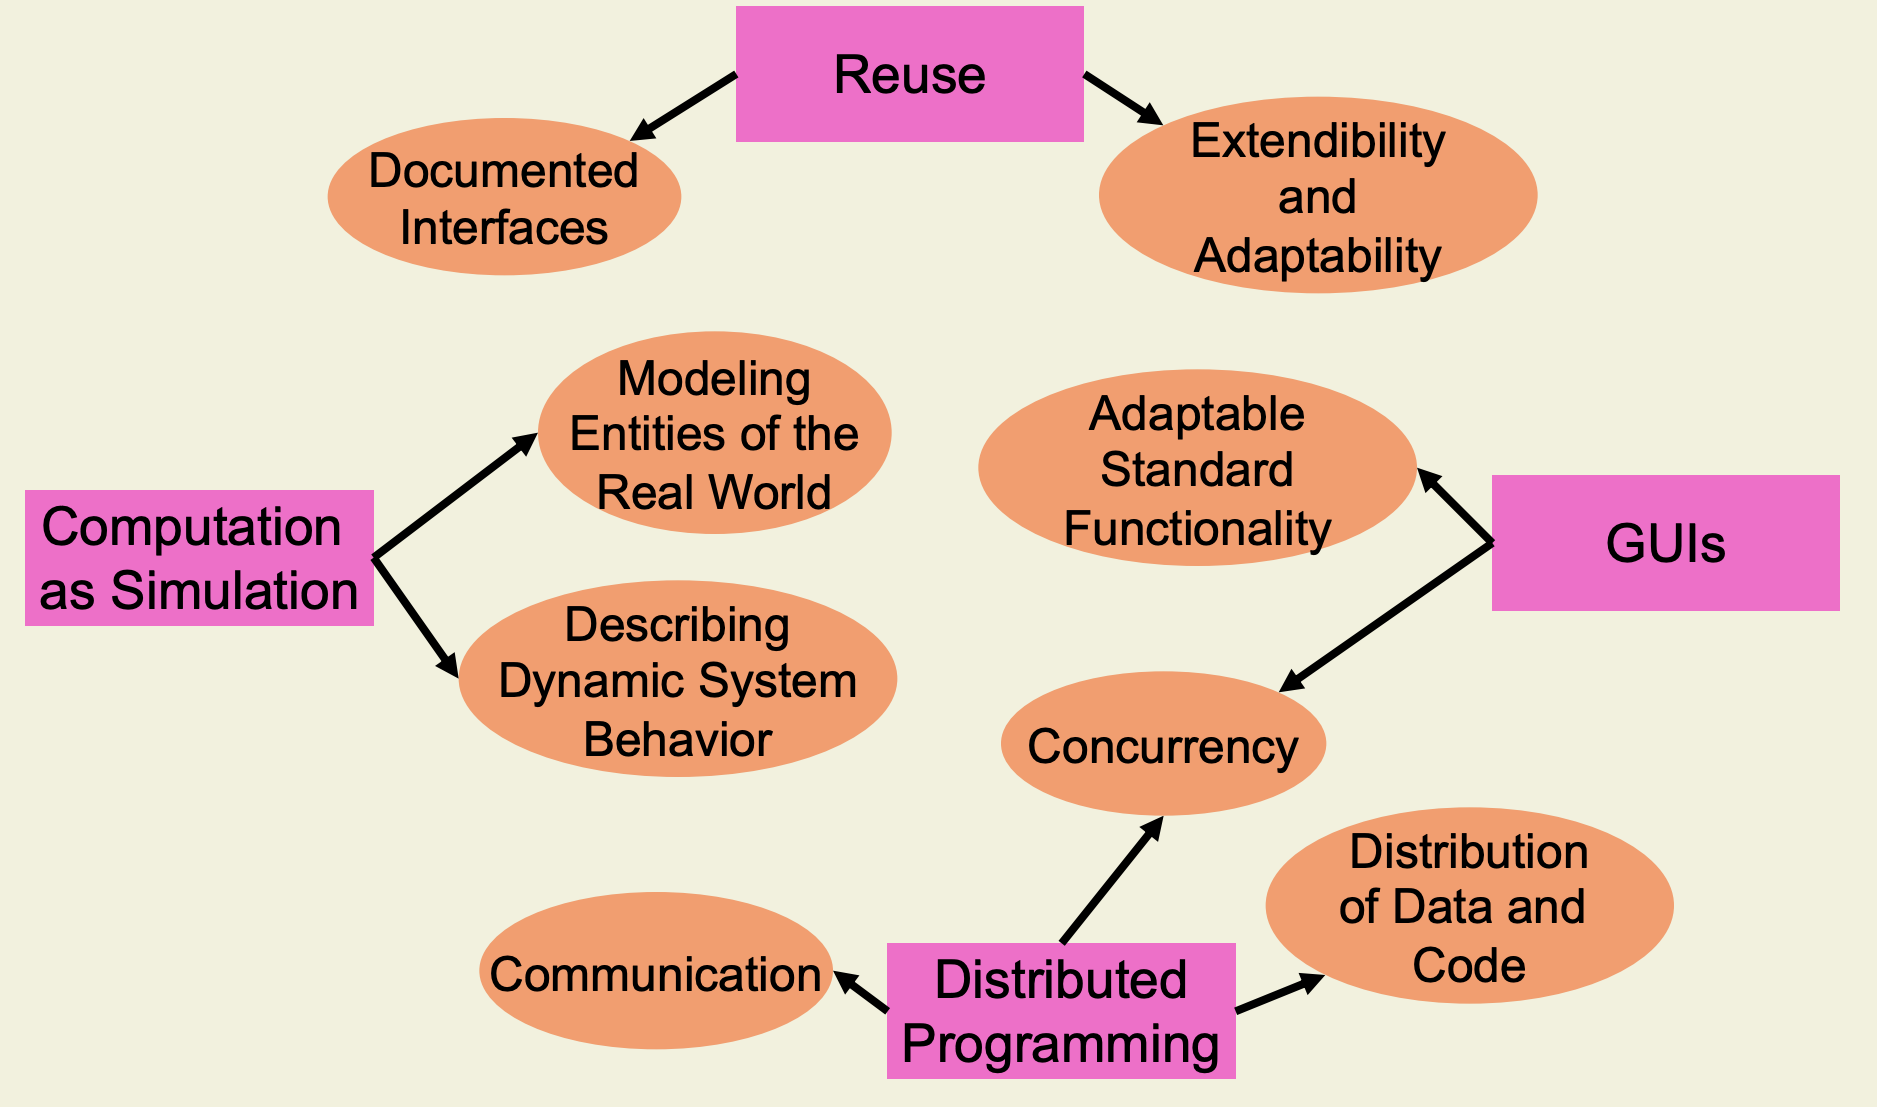 Reuse
Documented
Interfaces
Extendibility
and
Adaptability
Modeling
Entities of the
Real World
Adaptable
Standard
Functionality
Computation
as Simulation
GUIs
Describing
Dynamic System
Behavior
Concurrency
Distribution
of Data and
Code
Communication
Distributed
Programming